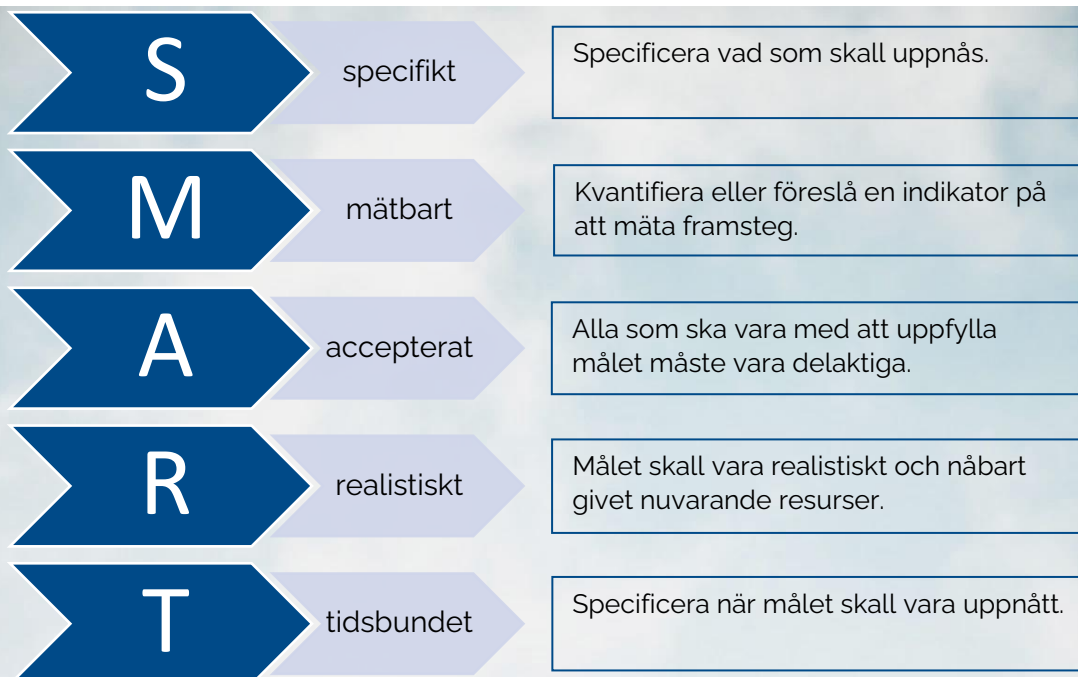 S
specifikt
Specificera vad som skall uppnås.
M
mätbart
Kvantifiera eller föreslå en indikator på
att mäta framsteg.
A
accepterat
Alla som ska vara med att uppfylla
målet måste vara delaktiga.
R
realistiskt
Målet skall vara realistiskt och nåbart
givet nuvarande resurser.
T
tidsbundet
Specificera när målet skall vara uppnått.